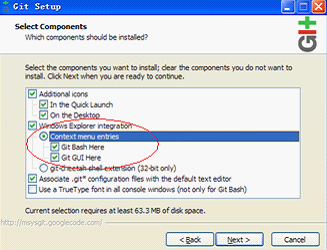 Git Setup
Select Components
Which components should be installed?
Select the components you want to install; clear the components you do not want to
install. Click Next when you are ready to continue.
Additional icons
In the Quick Launch
On the Desktop
Windows Explorer integration
Context menu entries
Git Bash Here
Git GUI Here
git-cheetah shell extension (32-bit only)
Associate .git* configuration files with the default text editor
Use a TrueType font in all console windows (not only for Git Bash)
Current selection requires at least 63.3 MB of disk space.
http://msysgit.googlecode.com/
< Back
Next >
Cancel